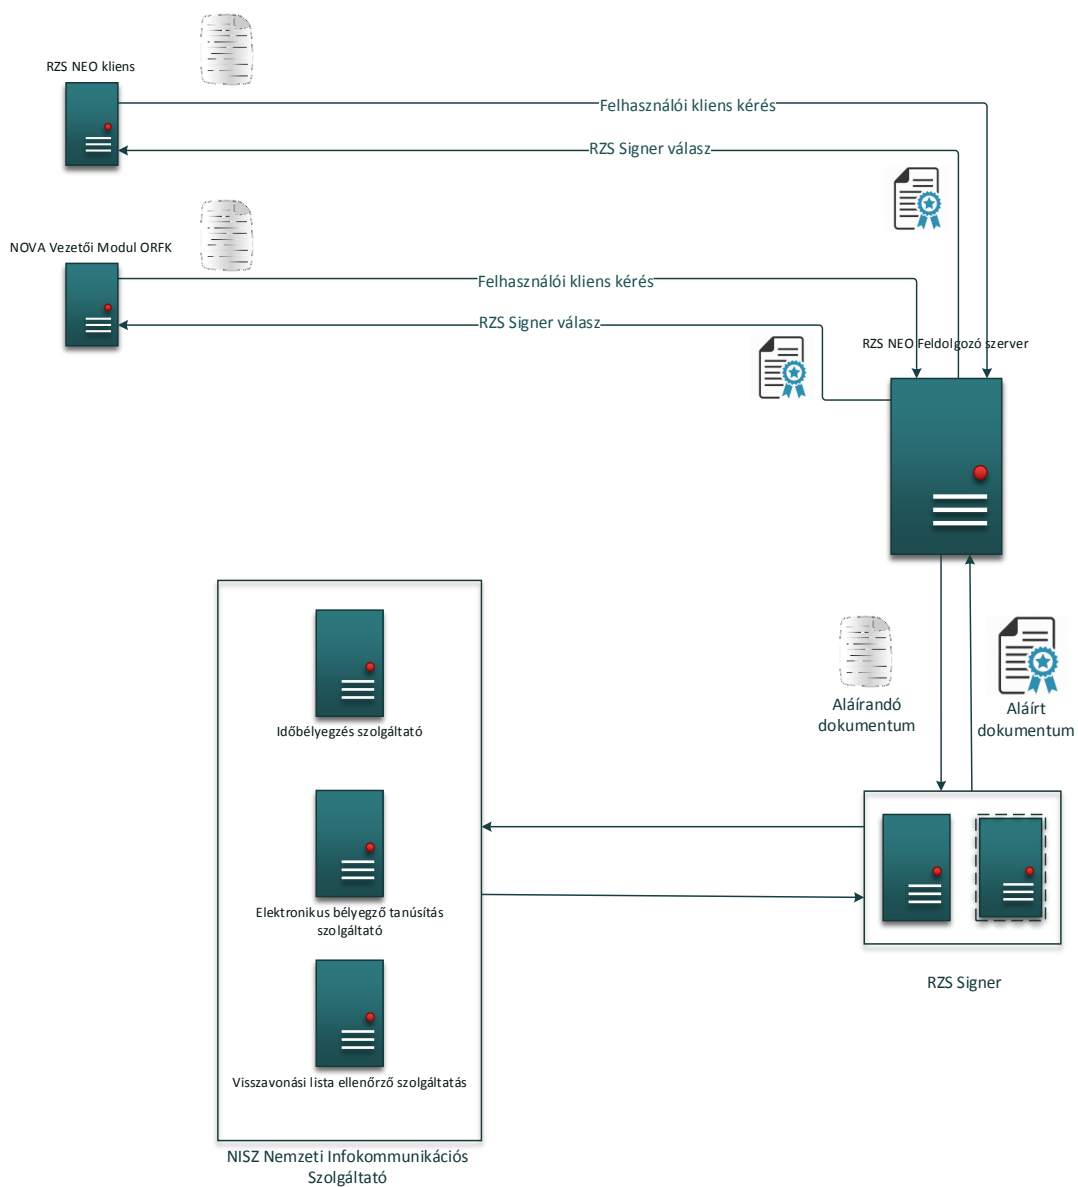 RZS NEO kliens
Felhasználói kliens kérés
RZS Signer válasz
NOVA Vezetői Modul ORFK
Felhasználói kliens kérés
RZS Signer válasz
RZS NEO Feldolgozó szerver
Aláírandó
dokumentum
Aláírt
dokumentum
Időbélyegzés szolgáltató
Elektronikus bélyegző tanúsítás
szolgáltató
RZS Signer
Visszavonási lista ellenőrző szolgáltatás
NISZ Nemzeti Infokommunikációs
Szolgáltató